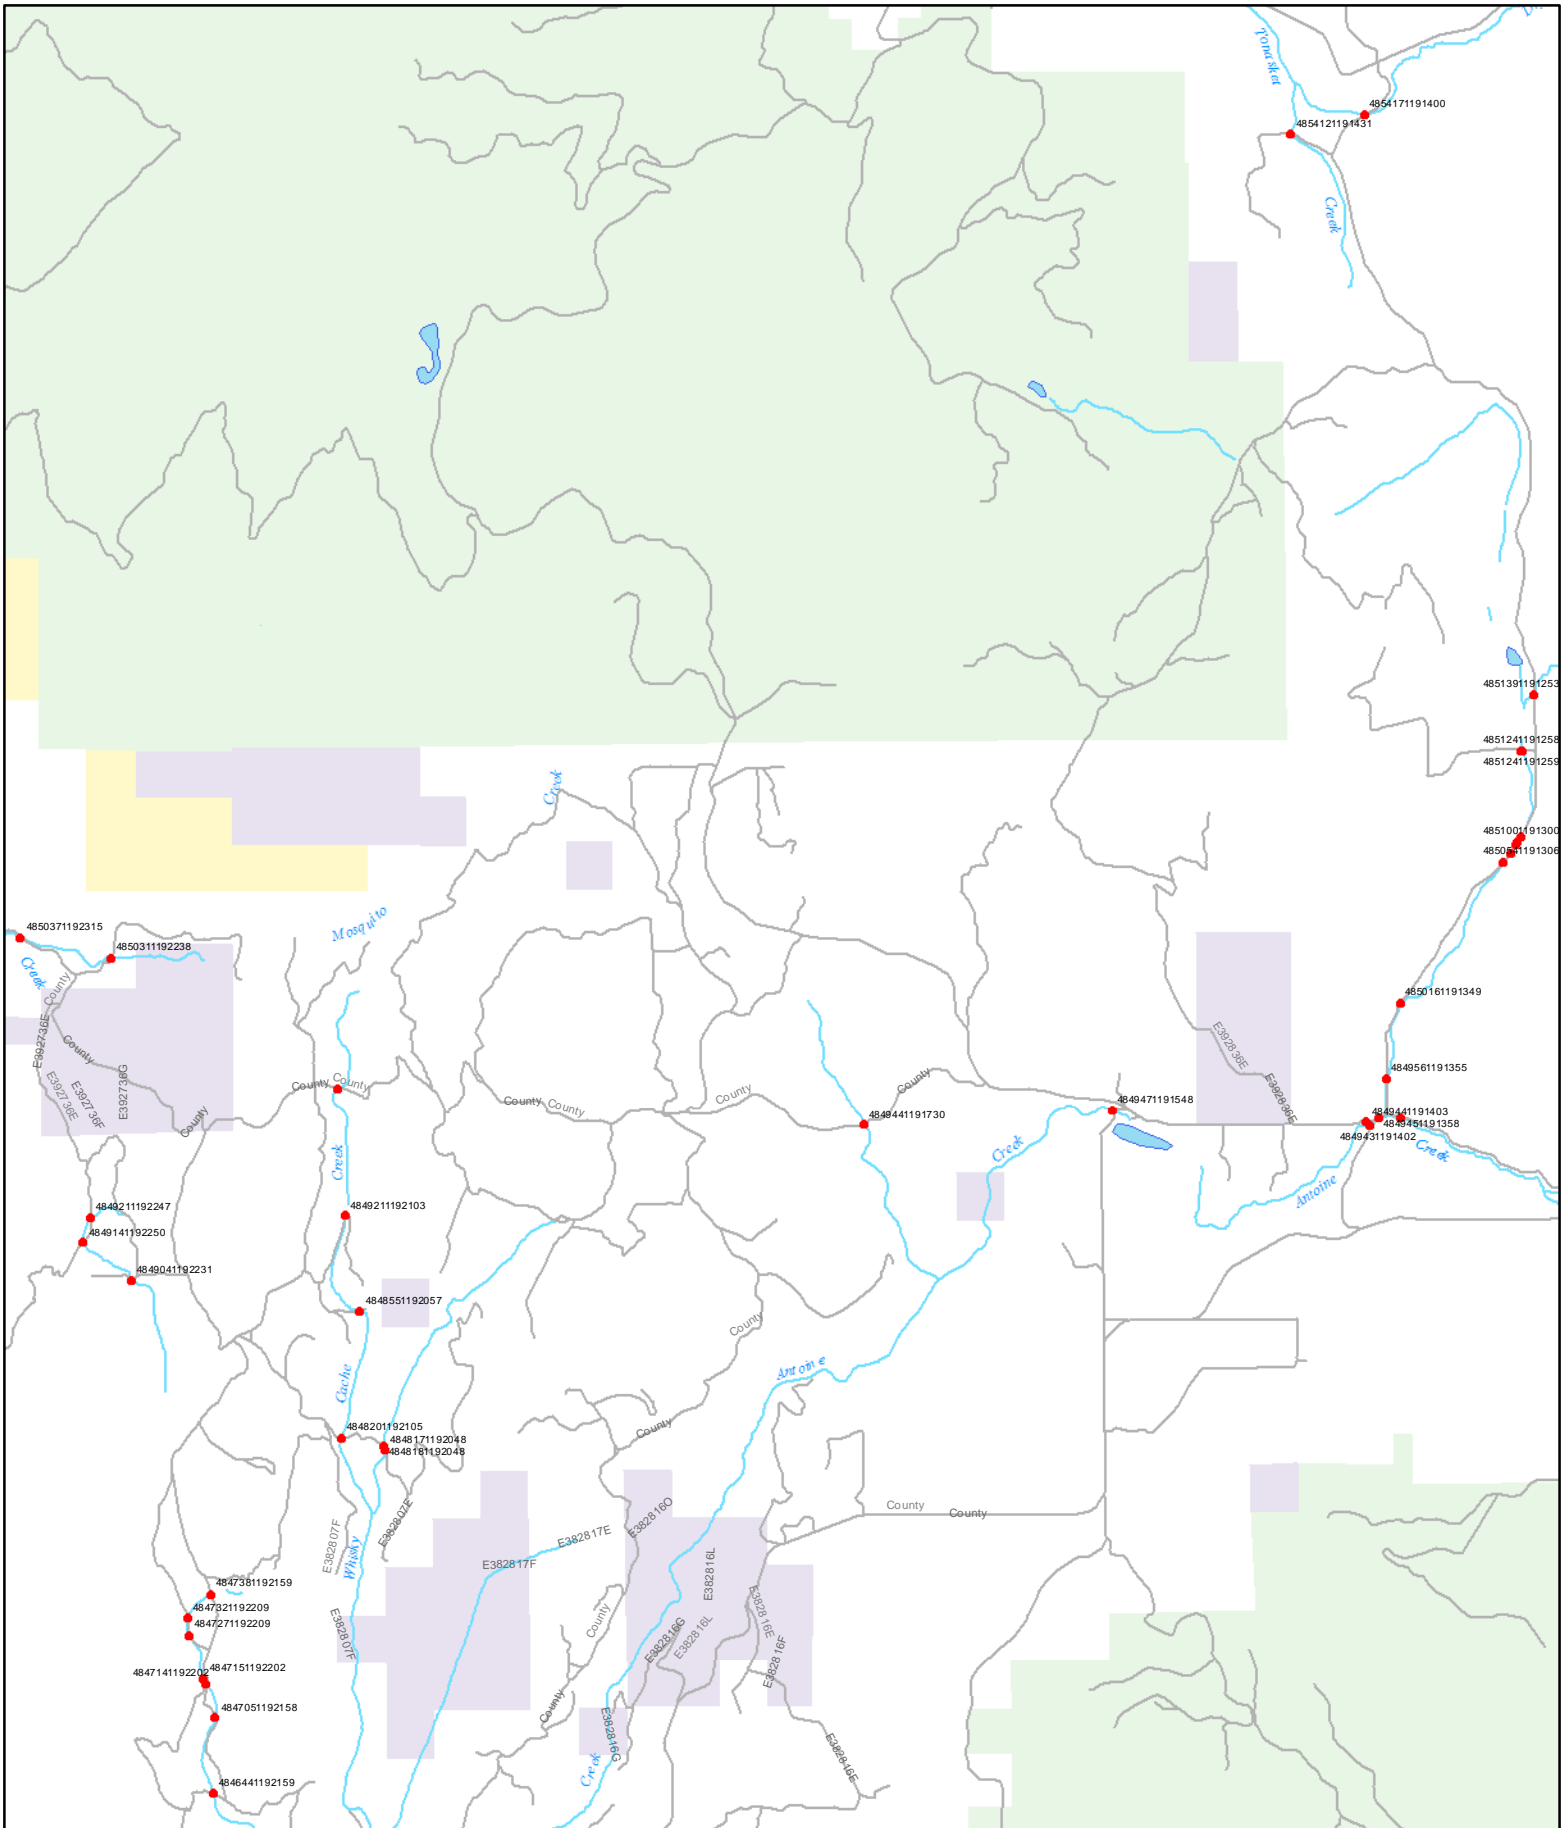 Tonasket
4854171191400
4854121191431
Creek
4851391191253
4851241191258
4851241191259
Creek
4851001191300
4850541191306
Mosquito
4850371192315
4850311192238
Creek
County
4850161191349
E392736E
County
E392836E
E392736G
E392736E
E392736F
County
County
County
County
County
County
County
4849561191355
E392836E
4849471191548
4849441191730
4849441191403
4849451191358
4849431191402
Creek
Creek
Creek
Antoine
4849211192247
4849211192103
4849141192250
4849041192231
4848551192057
County
Antoine
Cache
4848201192105
4848171192048
4848181192048
County
County
County
E382807F
E382807E
E382816O
E382817E
E382817F
Whisky
E382816L
4847381192159
4847321192209
4847271192209
E382807F
County
E382816G
E382816L
E382816E
E382816F
4847151192202
4847141192202
4847051192158
County
E382816G
E382816E
Creek
4846441192159